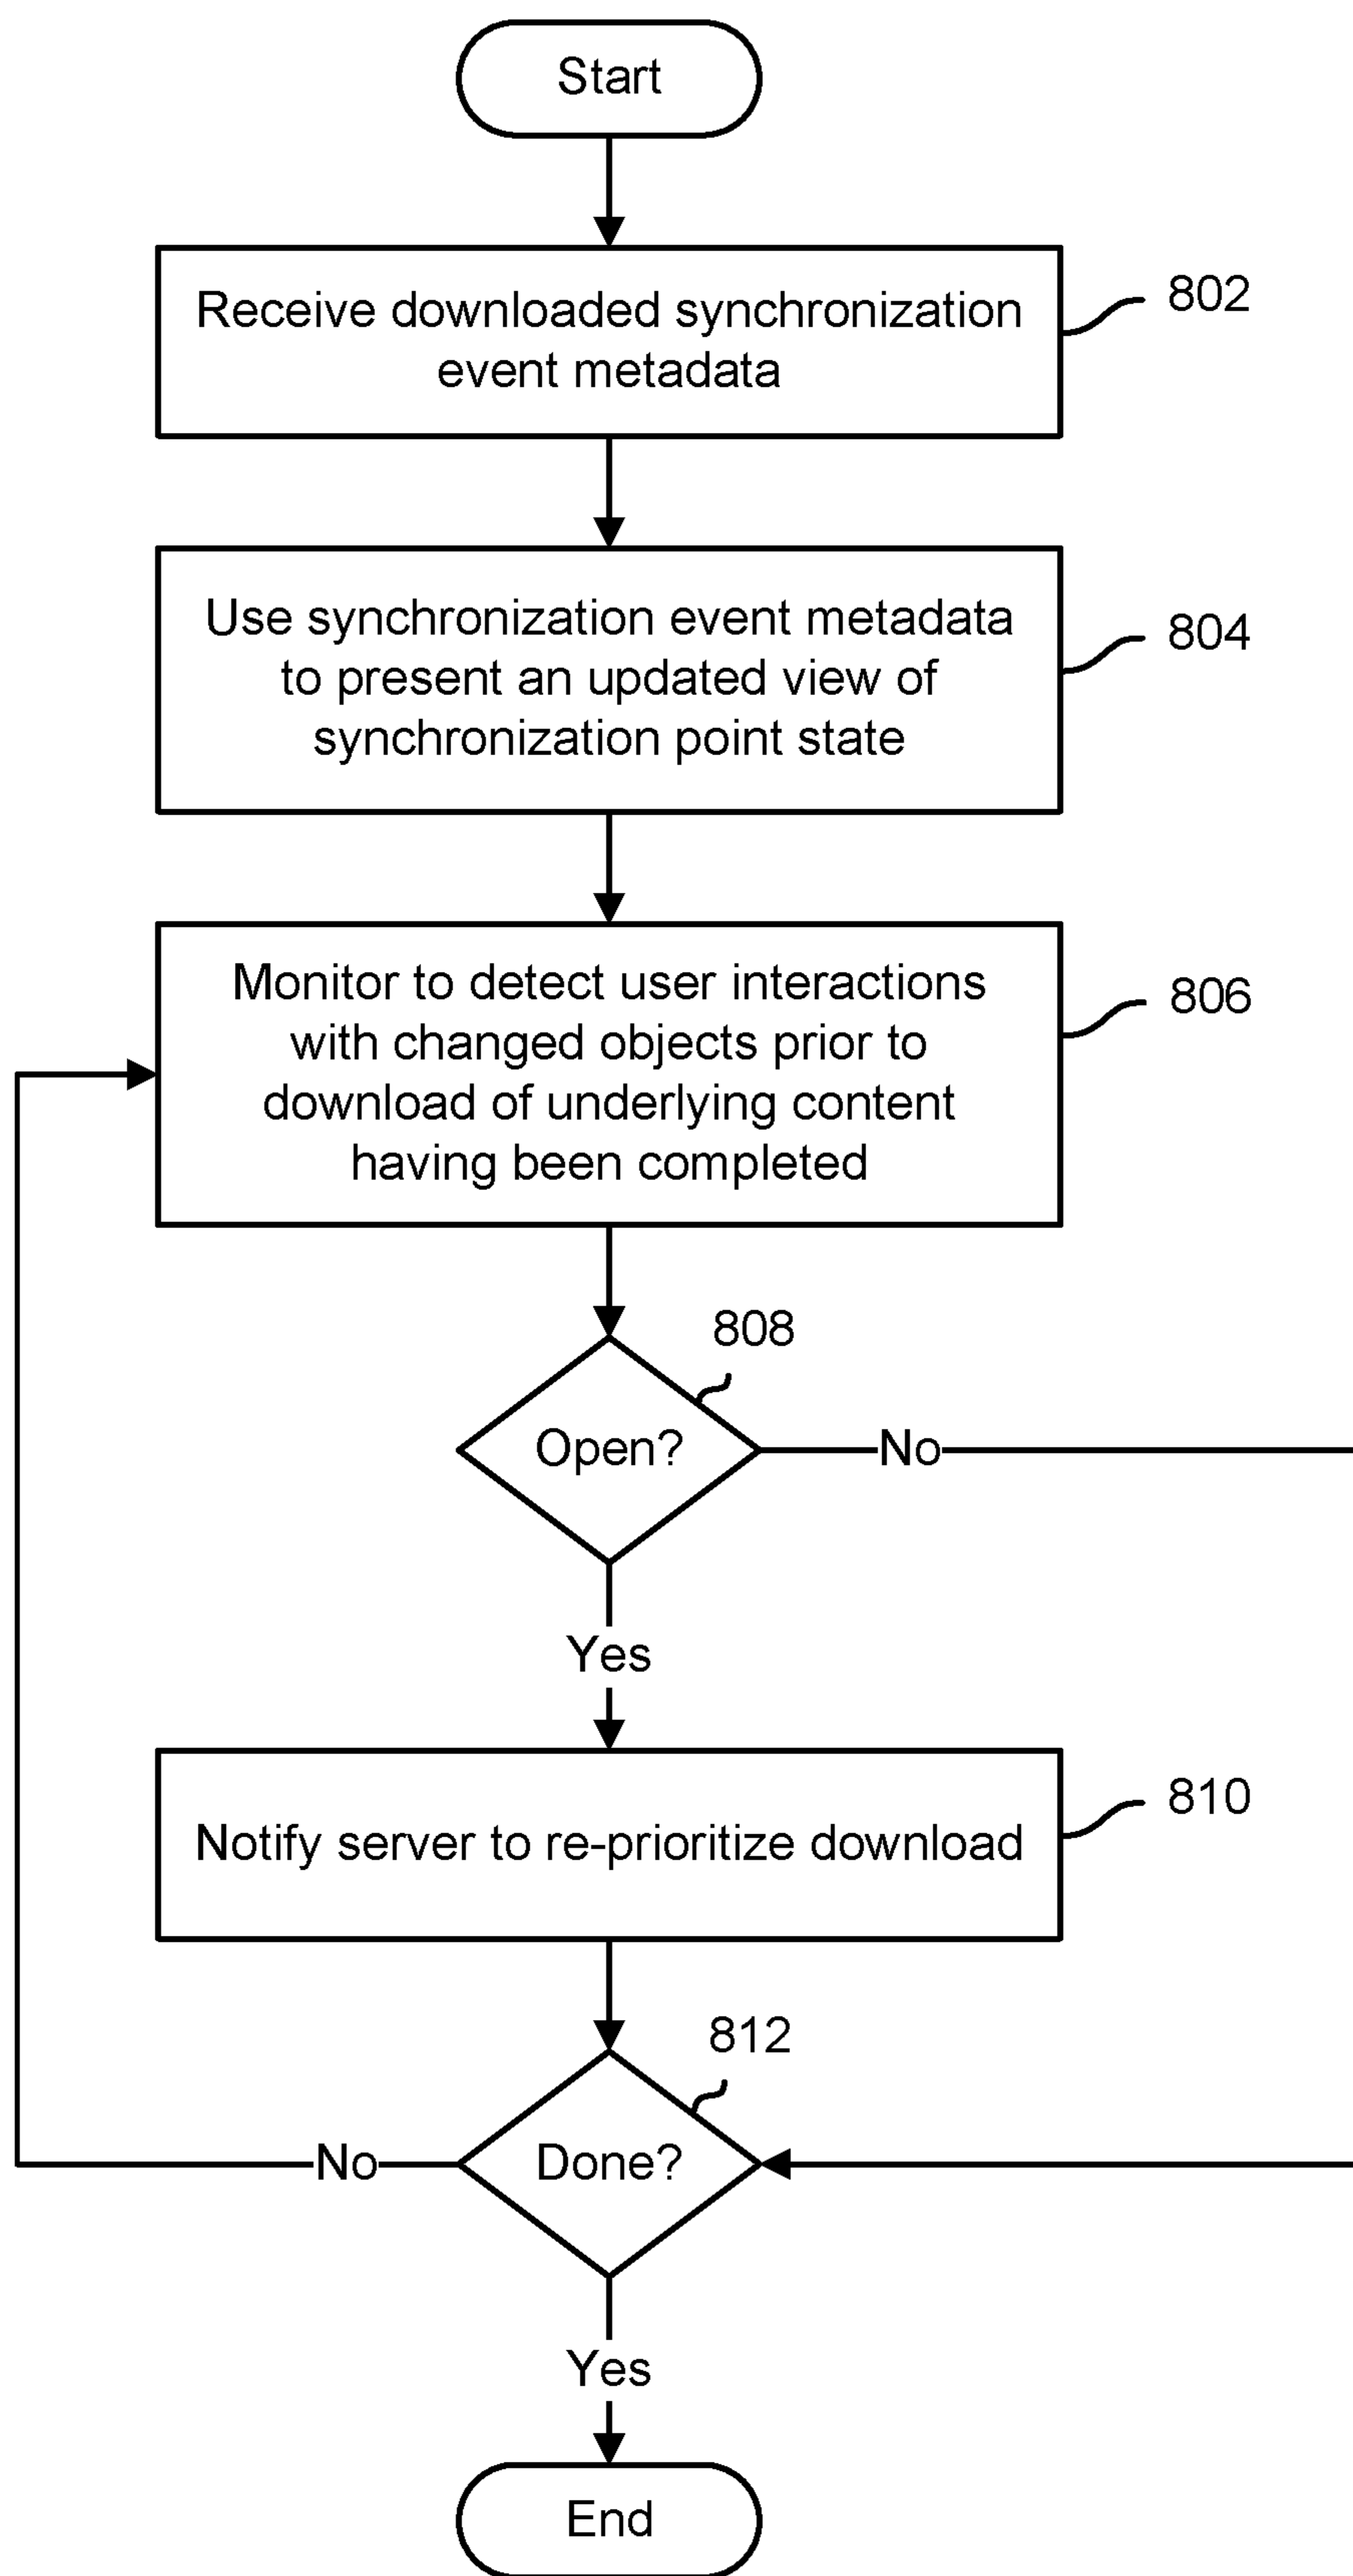 Start
Receive downloaded synchronization
event metadata
802
Use synchronization event metadata
to present an updated view of
synchronization point state
804
Monitor to detect user interactions
with changed objects prior to
download of underlying content
having been completed
806
808
Open?
No
Yes
Notify server to re-prioritize download
810
812
Done?
No
Yes
End